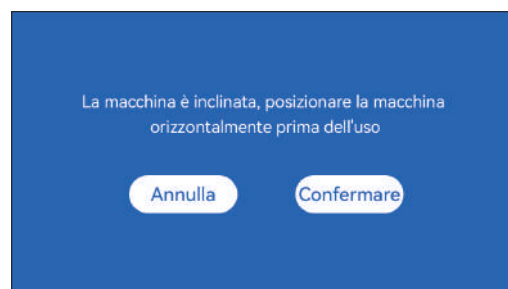 La macchina è inclinata, posizionare la macchina
orizzontalmente prima dell'uso
Annulla
Confermare